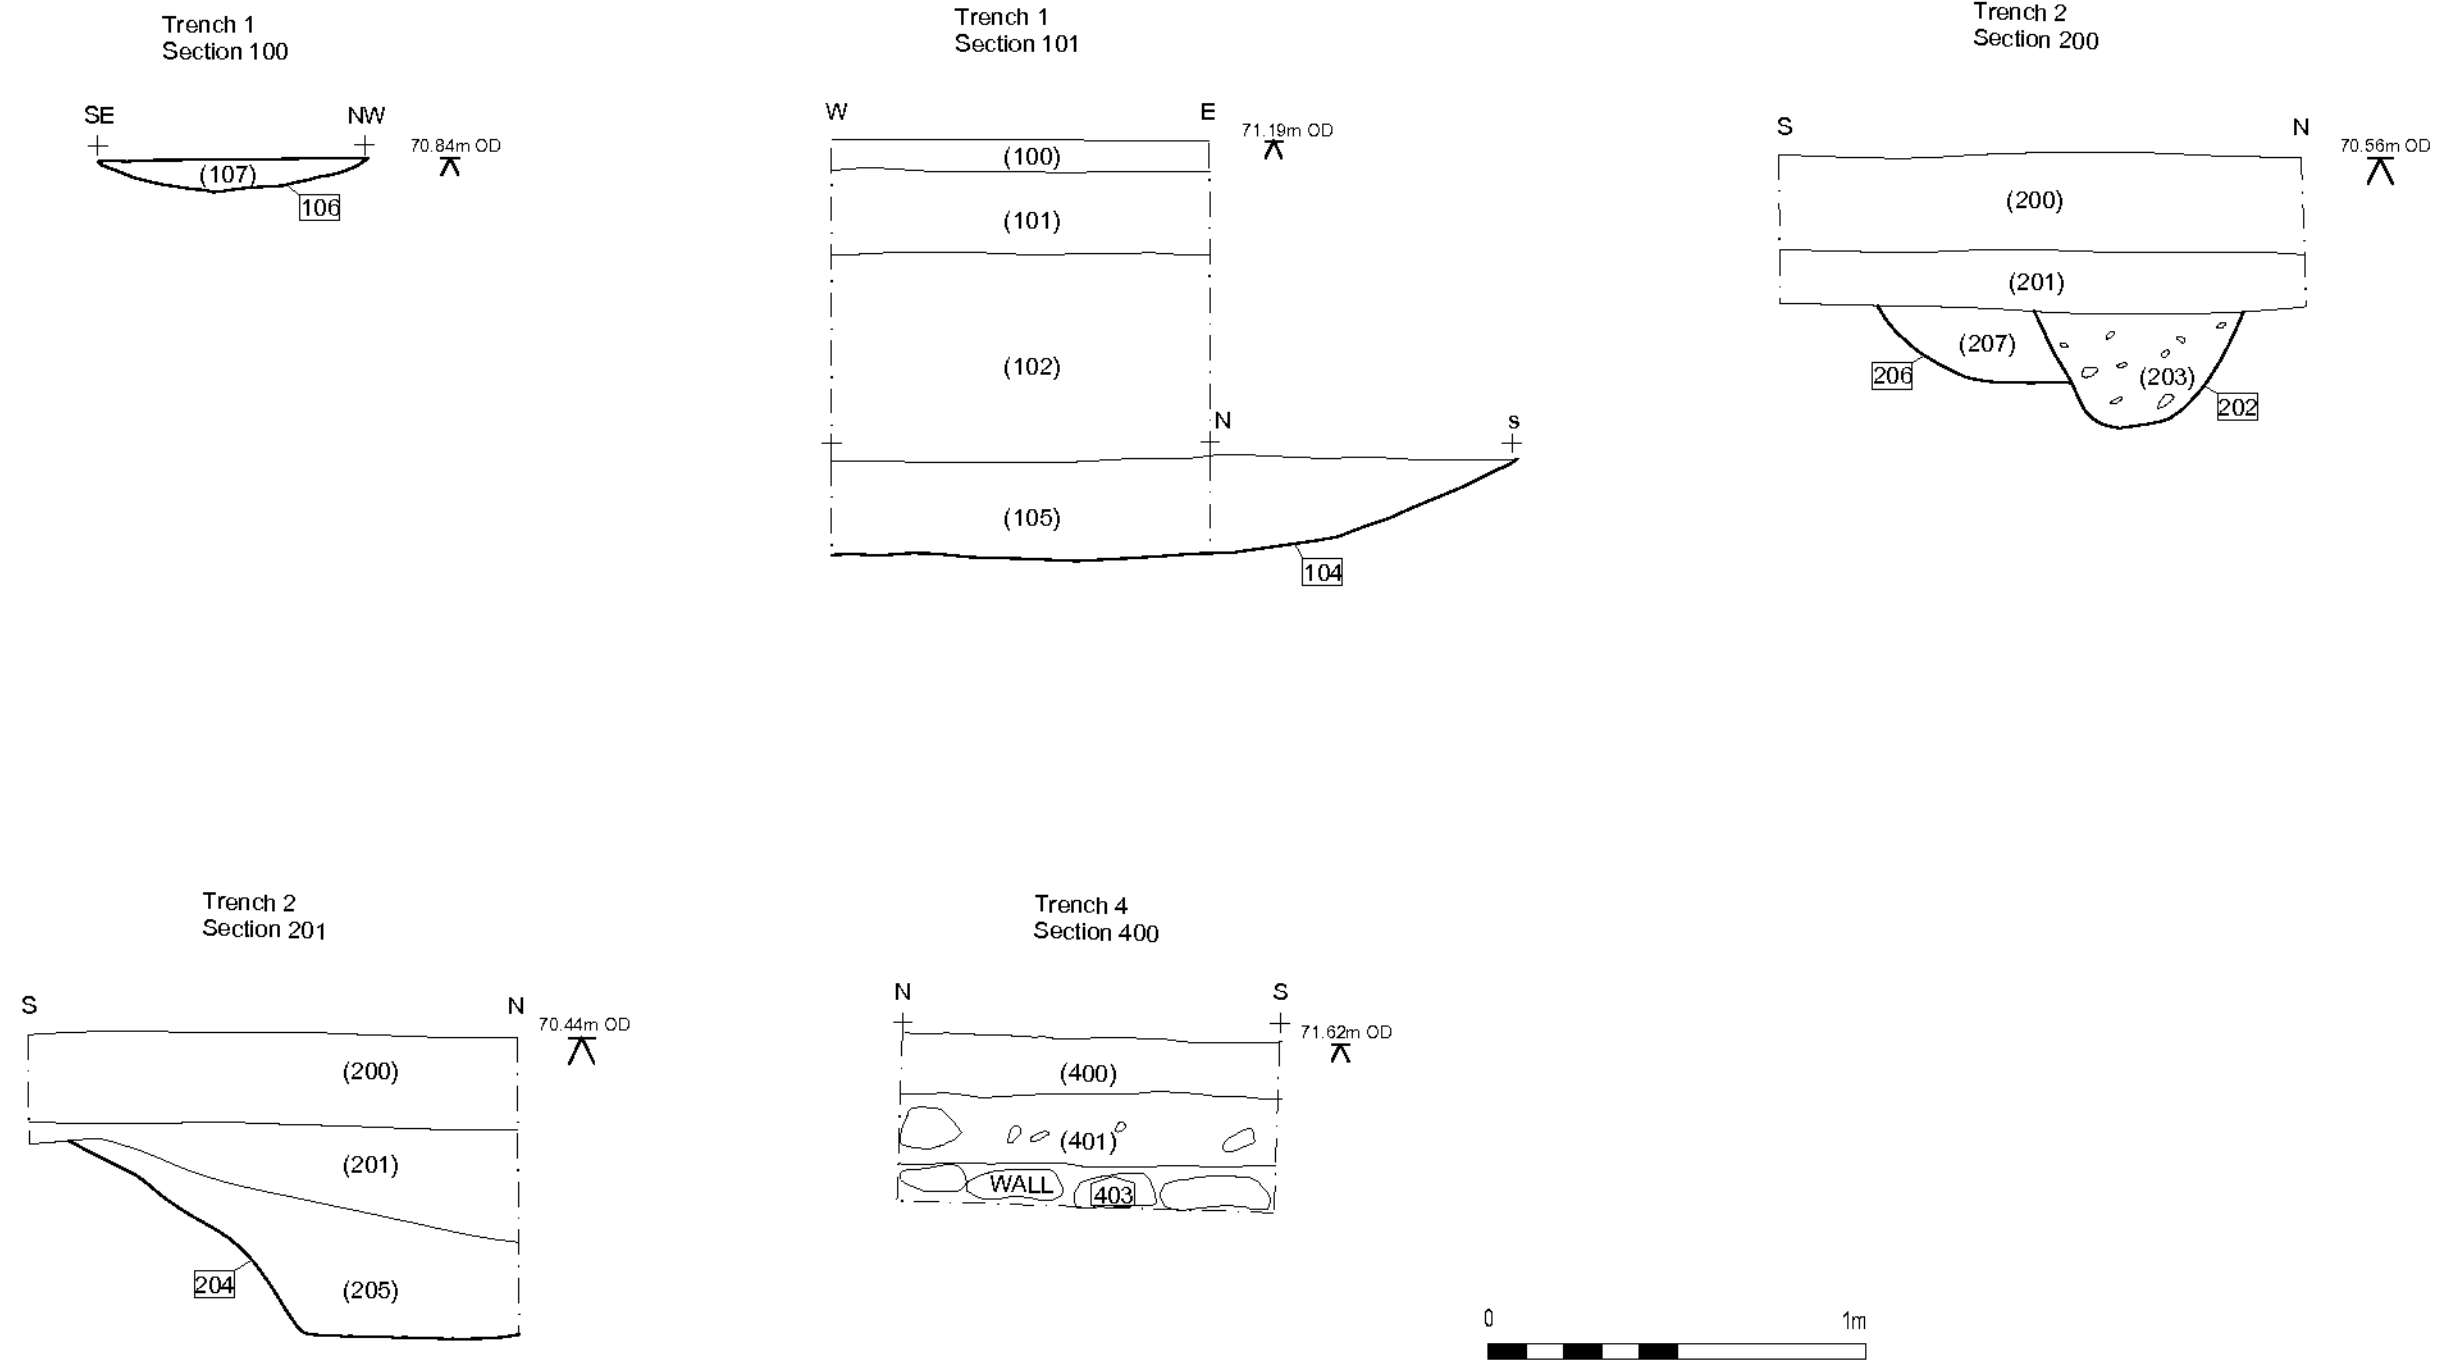 Trench 1
Section 100
SE
NW
70.84m OD
(107)
106
Trench 1
Section 101
W
E
71.19m OD
(100)
(101)
(102)
N
s
(105)
104
Trench 2
Section 200
S
N
70.56m OD
(200)
(201)
(207)
(203)
206
202
Trench 2
Section 201
S
N
70.44m OD
(200)
(201)
204
(205)
Trench 4
Section 400
N
S
71.62m OD
(400)
(401)
WALL
403
0
1m